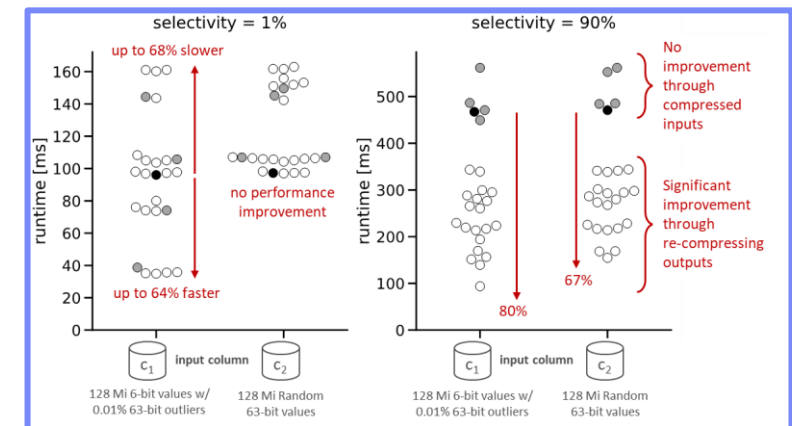 selectivity = 1%
runtime [ms]
160
140
120
100
80
60
40
20
0
up to 68% slower
no performance
improvement
up to 64% faster
C1
input column
C2
128 Mi 6-bit values w/
0.01% 63-bit outliers
128 Mi Random
63-bit values
selectivity = 90%
runtime [ms]
500
400
300
200
100
0
80%
67%
No
improvement
through
compressed
inputs
Significant
improvement
through
re-compressing
outputs
C1
input column
C2
128 Mi 6-bit values w/
0.01% 63-bit outliers
128 Mi Random
63-bit values